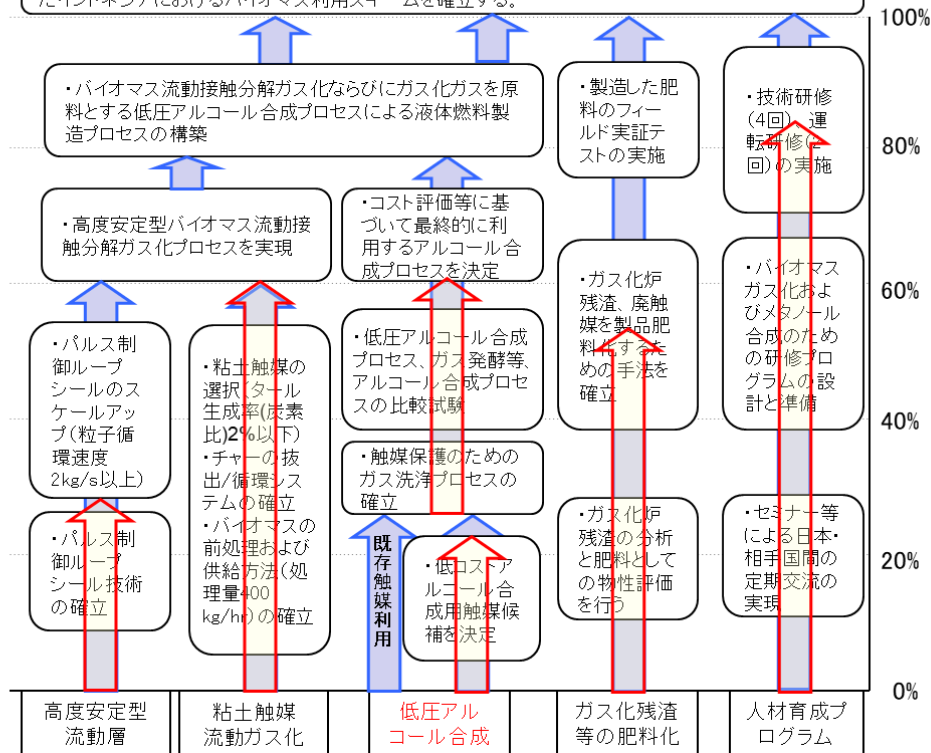 たインドネシアにおけるバイオマス利用スキームを確立する。
100%
・バイオマス流動接触分解ガス化ならびにガス化ガスを原
料とする低圧アルコール合成プロセスによる液体燃料製
造プロセスの構築
・製造した肥
料のフィー
ルド実証テ
ストの実施
・技術研修
(4回)、運
転研修(2
回)の実施
80%
・高度安定型バイオマス流動接
触分解ガス化プロセスを実現
・コスト評価等に基
づいて最終的に利
用するアルコール合
成プロセスを決定
・ガス化炉
残渣、廃触
媒を製品肥
料化するた
めの手法を
確立
・バイオマス
ガス化およ
びメタノール
合成のため
の研修プロ
グラムの設
計と準備
60%
・パルス制
御ループ
シールのス
ケールアッ
プ(粒子循
環速度
2kg/s以上)
・粘土触媒の
選択(タール
生成率(炭素
比)2%以下)
・チャーの抜
出/循環シス
テムの確立
・バイオマスの
前処理および
供給方法(処
理量400
kg/hr)の確立
・低圧アルコール合成
プロセス、ガス発酵等、
アルコール合成プロセ
スの比較試験
40%
・触媒保護のための
ガス洗浄プロセスの
確立
・パルス制
御ループ
シール技術
の確立
既存触媒利用
・低コストア
ルコール合
成用触媒候
補を決定
・ガス化炉
残渣の分析
と肥料として
の物性評価
を行う
・セミナー等
による日本・
相手国間の
定期交流の
実現
20%
0%
高度安定型
流動層
粘土触媒
流動ガス化
低圧アル
コール合成
ガス化残渣
等の肥料化
人材育成プ
ログラム